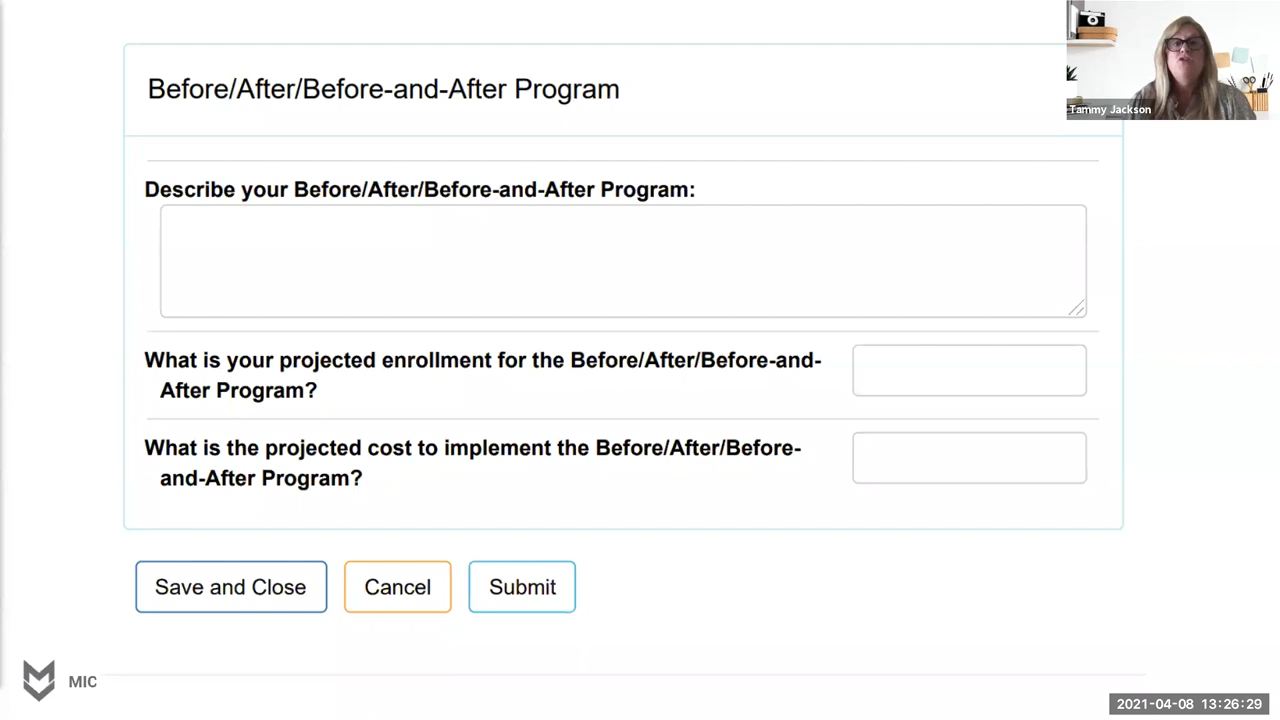 Before/After/Before-and-After Program
Tammy Jackson
Describe your Before/After/Before-and-After Program:
What is your projected enrollment for the Before/After/Before-and-
After Program?
What is the projected cost to implement the Before/After/Before-
and-After Program?
Save and Close
Cancel
Submit
MIC
2021-04-08 13:26:29